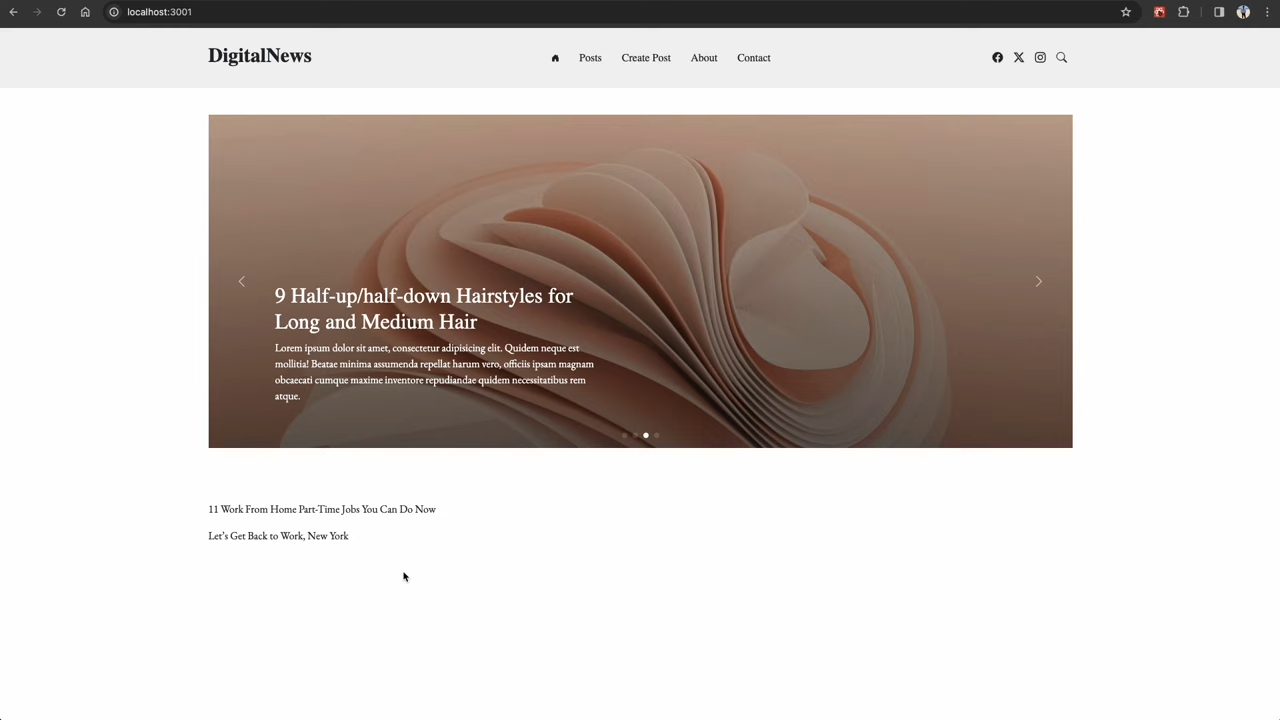 localhost:3001
DigitalNews
Posts
Create Post
About
Contact
9 Half-up/half-down Hairstyles for
Long and Medium Hair
Lorem ipsum dolor sit amet, consectetur adipisicing elit. Quidem neque est
mollitia! Beatae minima assumenda repellat harum vero, officiis ipsam magnam
obcaecati cumque maxime inventore repudiandae quidem necessitatibus rem
atque.
11 Work From Home Part-Time Jobs You Can Do Now
Let’s Get Back to Work, New York